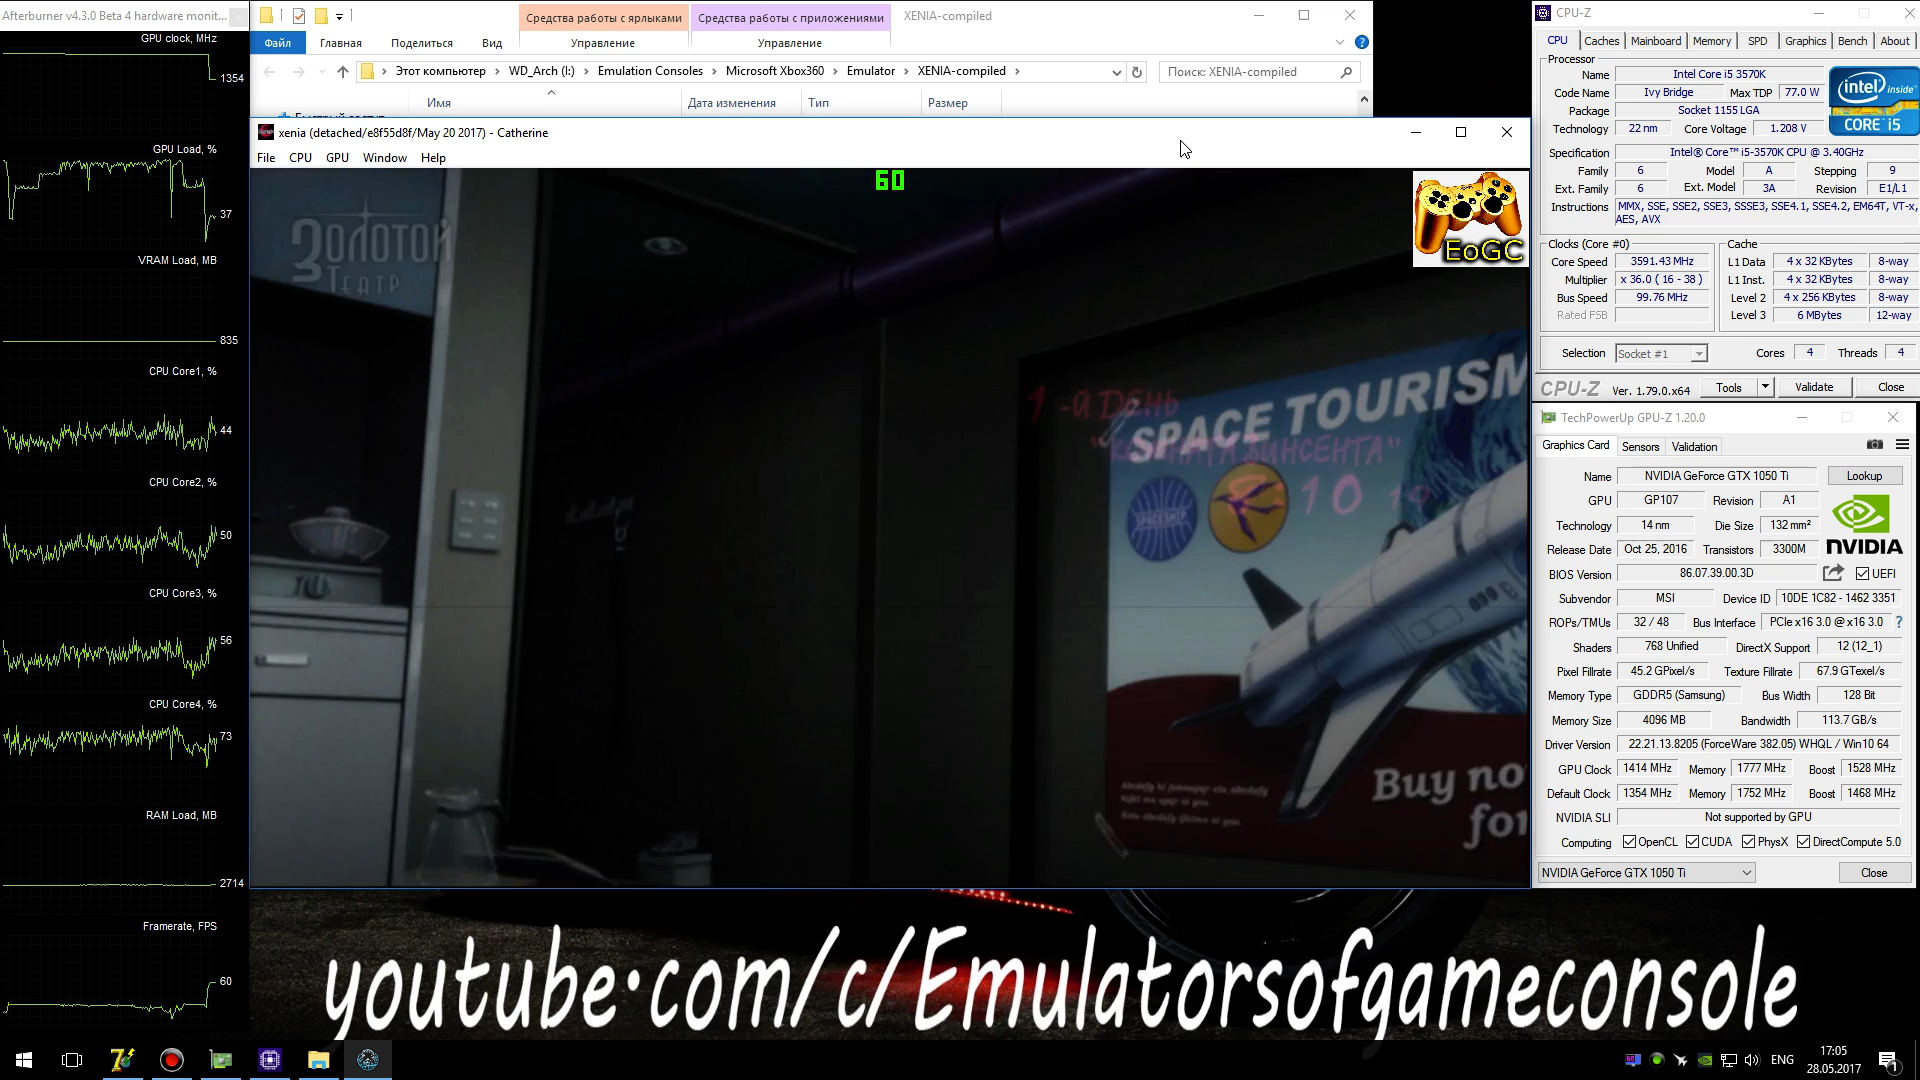 Afterburner v4.3.0 Beta 4 hardware monit...
GPU clock, MHz
1354
GPU Load, %
37
VRAM Load, MB
835
CPU Core1, %
44
CPU Core2, %
50
CPU Core3, %
56
CPU Core4, %
73
RAM Load, MB
2714
Framerate, FPS
60
Средства работы с ярлыками
Средства работы с приложениями
XENIA-compiled
Файл
Главная
Поделиться
Вид
Управление
Управление
Этот компьютер
WD_Arch (I:)
Emulation Consoles
Microsoft Xbox360
Emulator
XENIA-compiled
Поиск: XENIA-compiled
Имя
Дата изменения
Тип
Размер
xenia (detached/e8f55d8f/May 20 2017) - Catherine
File CPU GPU Window Help
60
EoGC
Золотой
Театр
1-й ДЕНЬ
SPACE TOURISM
10
Buy no
for
CPU-Z
CPU Caches Mainboard Memory SPD Graphics Bench About
Processor
Name Intel Core i5 3570K
Code Name Ivy Bridge Max TDP 77.0 W
Package Socket 1155 LGA
Technology 22 nm Core Voltage 1.208 V
intel inside
CORE i5
Specification Intel® Core™ i5-3570K CPU @ 3.40GHz
Family 6 Model A Stepping 9
Ext. Family 6 Ext. Model 3A Revision E1/L1
Instructions MMX, SSE, SSE2, SSE3, SSSE3, SSE4.1, SSE4.2, EM64T, VT-x,
AES, AVX
Clocks (Core #0)
Core Speed 3591.43 MHz
Multiplier x 36.0 ( 16 - 38 )
Bus Speed 99.76 MHz
Rated FSB
Cache
L1 Data 4 x 32 KBytes 8-way
L1 Inst. 4 x 32 KBytes 8-way
Level 2 4 x 256 KBytes 8-way
Level 3 6 MBytes 12-way
Selection Socket #1 Cores 4 Threads 4
CPU-Z Ver. 1.79.0.x64 Tools Validate Close
TechPowerUp GPU-Z 1.20.0
Graphics Card Sensors Validation
Name NVIDIA GeForce GTX 1050 Ti Lookup
GPU GP107 Revision A1
Technology 14 nm Die Size 132 mm²
Release Date Oct 25, 2016 Transistors 3300M
NVIDIA
BIOS Version 86.07.39.00.3D UEFI
Subvendor MSI Device ID 10DE 1C82 - 1462 3351
ROPs/TMUs 32 / 48 Bus Interface PCIe x16 3.0 @ x16 3.0 ?
Shaders 768 Unified DirectX Support 12 (12_1)
Pixel Fillrate 45.2 GPixel/s Texture Fillrate 67.9 GTexel/s
Memory Type GDDR5 (Samsung) Bus Width 128 Bit
Memory Size 4096 MB Bandwidth 113.7 GB/s
Driver Version 22.21.13.8205 (ForceWare 382.05) WHQL / Win10 64
GPU Clock 1414 MHz Memory 1777 MHz Boost 1528 MHz
Default Clock 1354 MHz Memory 1752 MHz Boost 1468 MHz
NVIDIA SLI Not supported by GPU
Computing OpenCL CUDA PhysX DirectCompute 5.0
NVIDIA GeForce GTX 1050 Ti Close
youtube.com/c/Emulatorsofgameconsole
ENG
17:05
28.05.2017
1